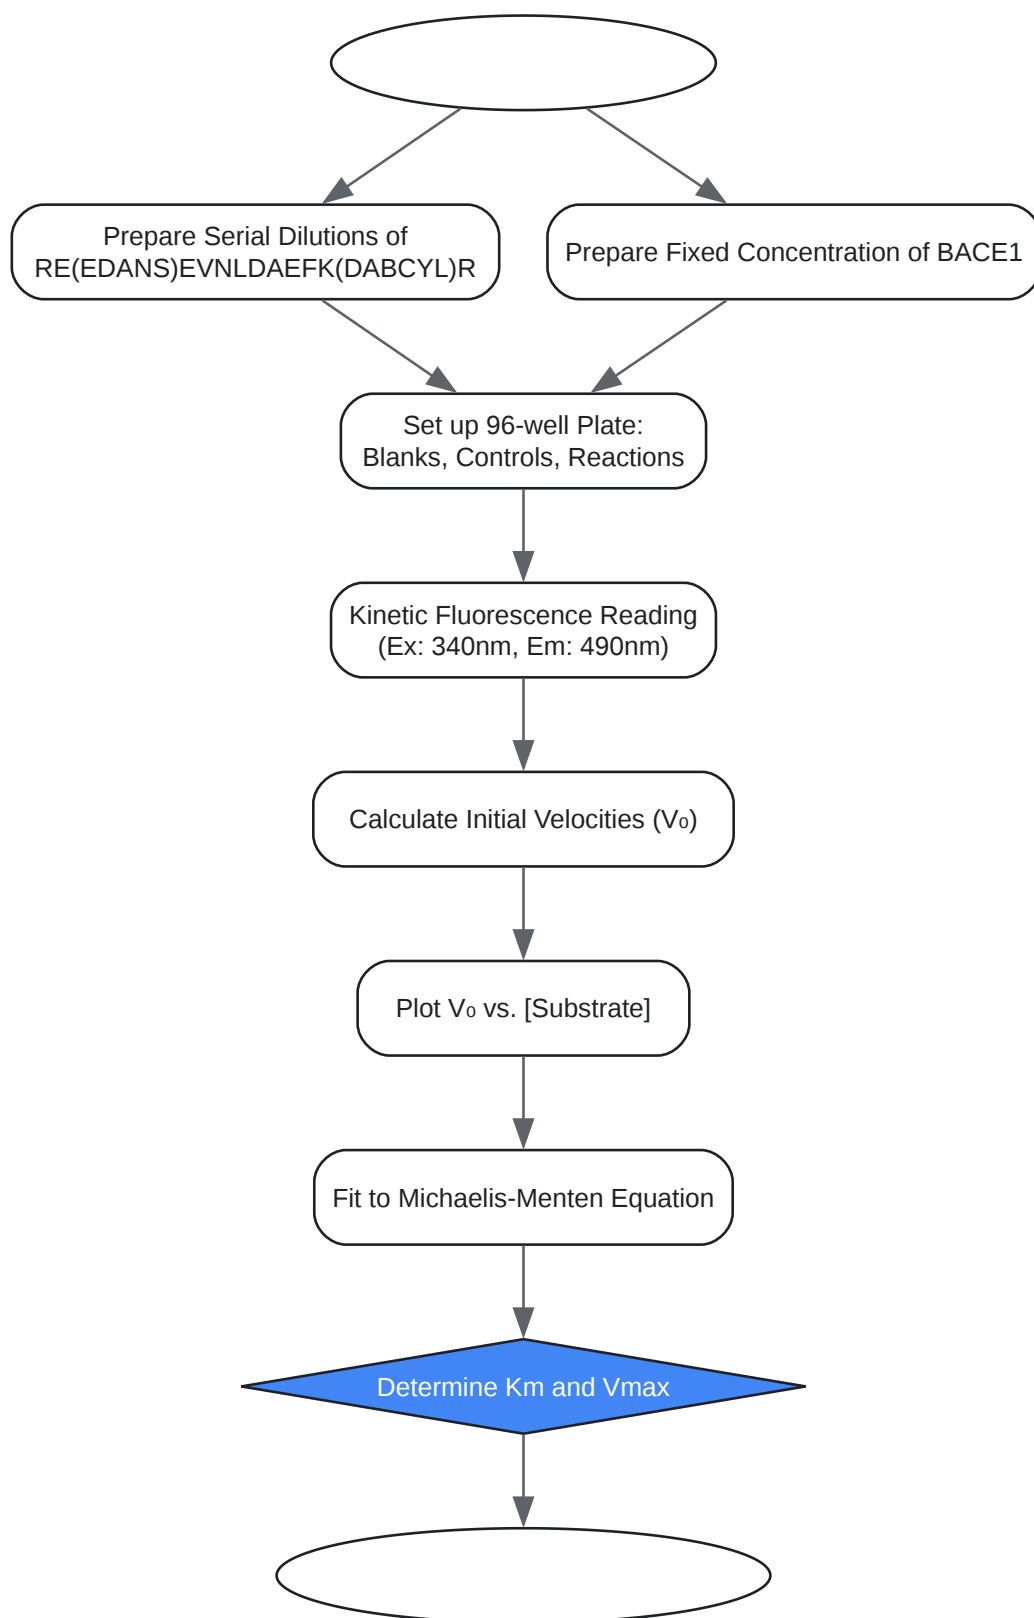 Prepare Serial Dilutions of
RE(EDANS)EVNLDAEFK(DABCYL)R
Prepare Fixed Concentration of BACE1
Set up 96-well Plate:
Blanks, Controls, Reactions
Kinetic Fluorescence Reading
(Ex: 340nm, Em: 490nm)
Calculate Initial Velocities (V₀)
Plot V₀ vs. [Substrate]
Fit to Michaelis-Menten Equation
Determine Km and Vmax